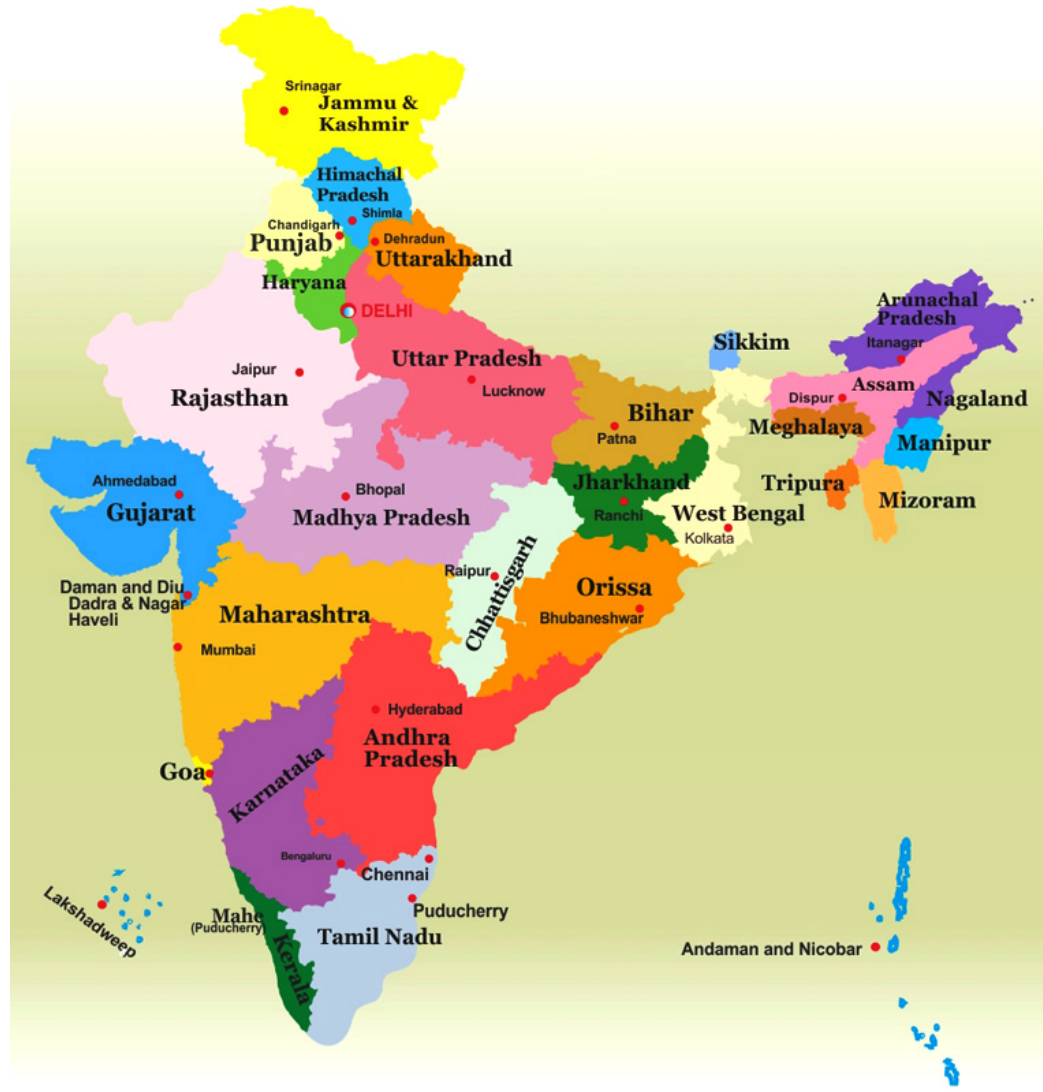 Srinagar
Jammu &
Kashmir
Himachal
Pradesh
Shimla
Chandigarh
Punjab
Dehradun
Uttarakhand
Haryana
DELHI
Arunachal
Pradesh
Itanagar
Sikkim
Uttar Pradesh
Lucknow
Jaipur
Rajasthan
Assam
Dispur
Nagaland
Bihar
Patna
Meghalaya
Manipur
Ahmedabad
Gujarat
Bhopal
Madhya Pradesh
Jharkhand
Ranchi
Tripura
Mizoram
West Bengal
Kolkata
Raipur
Chhattisgarh
Orissa
Bhubaneshwar
Daman and Diu
Dadra & Nagar
Haveli
Maharashtra
Mumbai
Hyderabad
Andhra
Pradesh
Goa
Karnataka
Bengaluru
Chennai
Lakshadweep
Mahe
(Puducherry)
Puducherry
Tamil Nadu
Kerala
Andaman and Nicobar